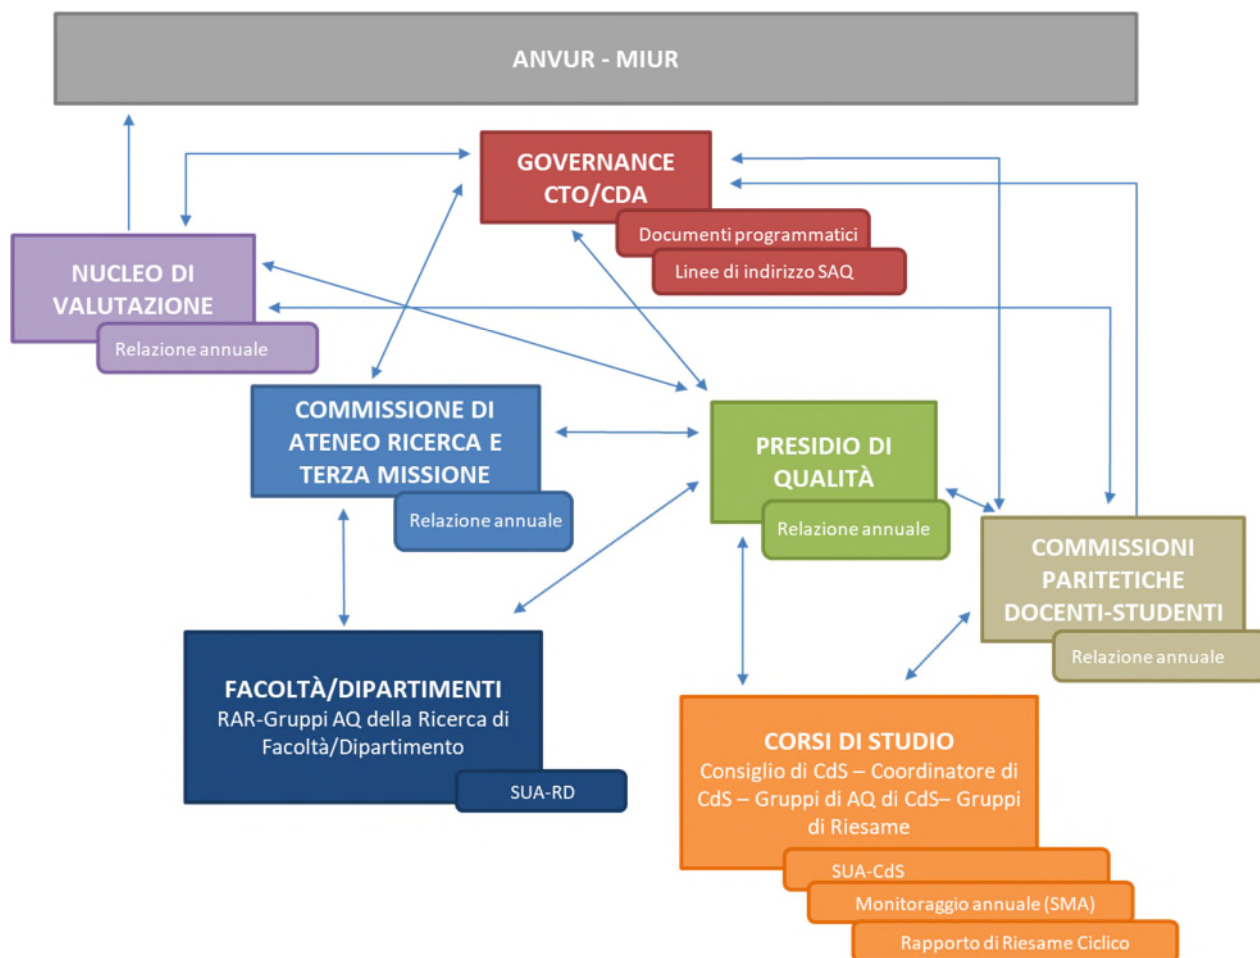 ANVUR - MIUR
GOVERNANCE
CTO/CDA
Documenti programmatici
Linee di indirizzo SAQ
NUCLEO DI
VALUTAZIONE
Relazione annuale
COMMISSIONE DI
ATENEO RICERCA E
TERZA MISSIONE
Relazione annuale
PRESIDIO DI
QUALITÀ
Relazione annuale
COMMISSIONI
PARITETICHE
DOCENTI-STUDENTI
Relazione annuale
FACOLTÀ/DIPARTIMENTI
RAR-Gruppi AQ della Ricerca di
Facoltà/Dipartimento
SUA-RD
CORSI DI STUDIO
Consiglio di CdS – Coordinatore di
CdS – Gruppi di AQ di CdS– Gruppi
di Riesame
SUA-CdS
Monitoraggio annuale (SMA)
Rapporto di Riesame Ciclico